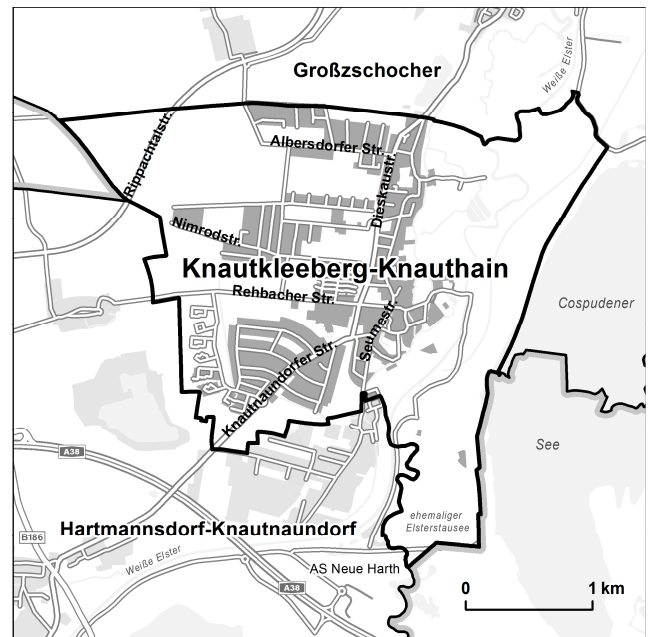 Großzschocher
Weiße Elster
Rippachtalstr.
Albersdorfer Str.
Dieskaustr.
Nimrodstr.
Knautkleeberg-Knauthain
Rehbacher Str.
Cospudener
Seumestr.
Knautnaundorfer Str.
See
A38
ehemaliger
Elsterstausee
Hartmannsdorf-Knautnaundorf
B186
Weiße Elster
AS Neue Harth
A38
0 1 km